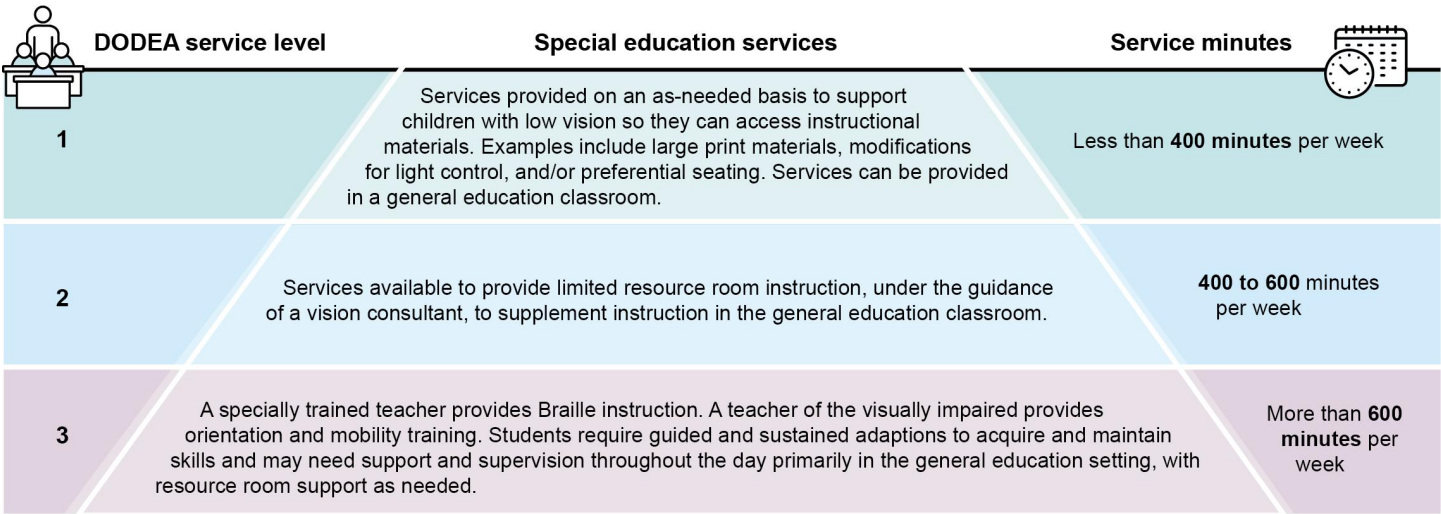 DODEA service level
Special education services
Service minutes
1
Services provided on an as-needed basis to support
children with low vision so they can access instructional
materials. Examples include large print materials, modifications
for light control, and/or preferential seating. Services can be provided
in a general education classroom.
Less than 400 minutes per week
2
Services available to provide limited resource room instruction, under the guidance
of a vision consultant, to supplement instruction in the general education classroom.
400 to 600 minutes
per week
3
A specially trained teacher provides Braille instruction. A teacher of the visually impaired provides
orientation and mobility training. Students require guided and sustained adaptions to acquire and maintain
skills and may need support and supervision throughout the day primarily in the general education setting, with
resource room support as needed.
More than 600
minutes per
week